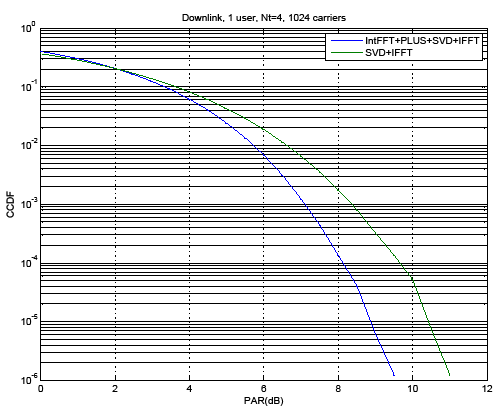 Downlink, 1 user, Nt=4, 1024 carriers
10^0
IntFFT+PLUS+SVD+IFFT
SVD+IFFT
10^-1
10^-2
CCDF
10^-3
10^-4
10^-5
10^-6
0 2 4 6 8 10 12
PAR(dB)